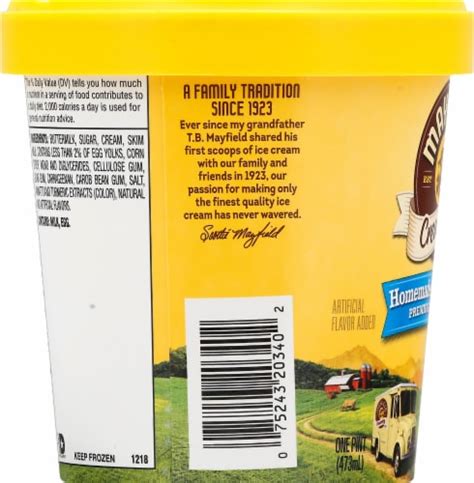 % Daily Value (DV) tells you how much
a nutrient in a serving of food contributes to
a daily diet. 2,000 calories a day is used for
general nutrition advice.
INGREDIENTS: BUTTERMILK, SUGAR, CREAM, SKIM
MILK, CONTAINS LESS THAN 2% OF EGG YOLKS, CORN
MONO AND DIGLYCERIDES, CELLULOSE GUM,
GUAR GUM, CARRAGEENAN, CAROB BEAN GUM, SALT,
ANNATTO AND TURMERIC EXTRACTS (COLOR), NATURAL
AND ARTIFICIAL FLAVORS.
CONTAINS: MILK, EGG.
KEEP FROZEN 1218
A FAMILY TRADITION
SINCE 1923
Ever since my grandfather
T.B. Mayfield shared his
first scoops of ice cream
with our family and
friends in 1923, our
passion for making only
the finest quality ice
cream has never wavered.
Scottie Mayfield
0 75243 20340 2
ARTIFICIAL
FLAVOR ADDED
ONE PINT
(473mL)